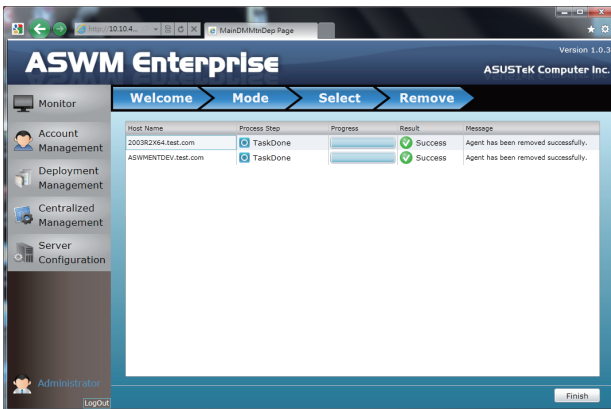 http://10.10.4...
MainDMMtnDep Page
Version 1.0.3
ASWM Enterprise
ASUSTeK Computer Inc.
Monitor
Account
Management
Deployment
Management
Centralized
Management
Server
Configuration
Administrator
LogOut
Welcome
Mode
Select
Remove
Host Name Process Step Progress Result Message
2003R2X64.test.com TaskDone Success Agent has been removed successfully.
ASWMENTDEV.test.com TaskDone Success Agent has been removed successfully.
Finish